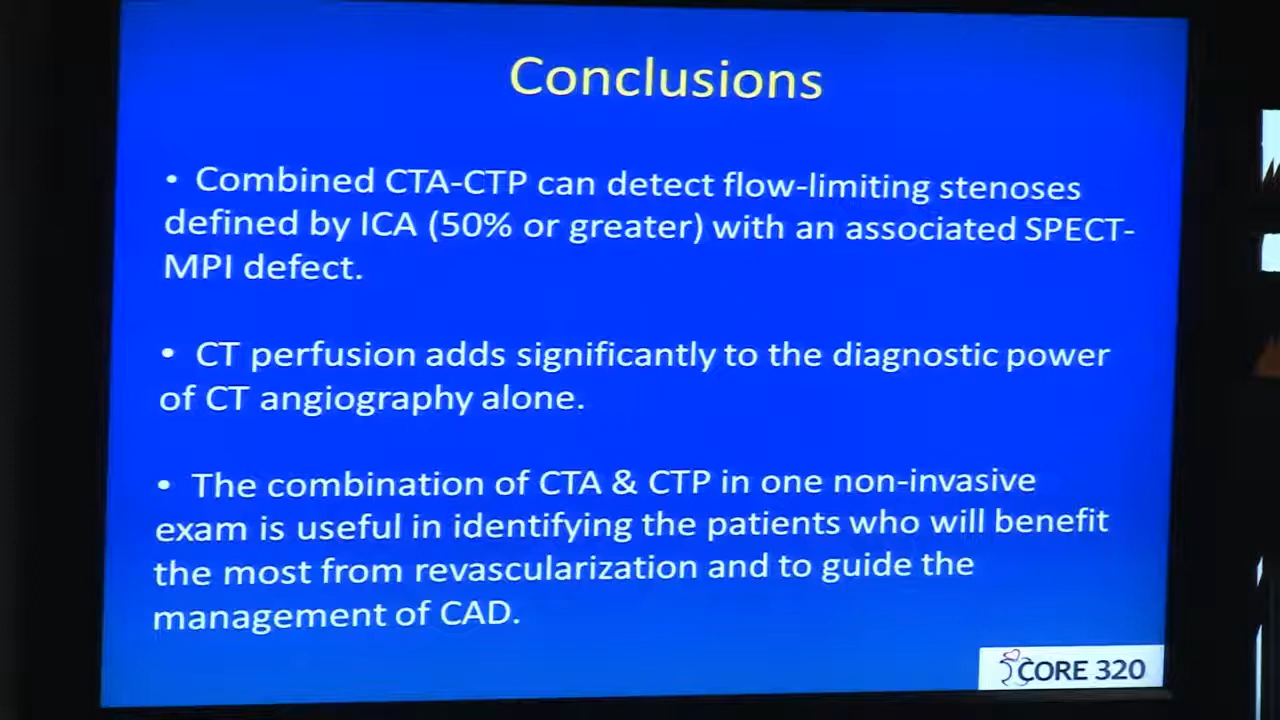 Conclusions
• Combined CTA-CTP can detect flow-limiting stenoses
defined by ICA (50% or greater) with an associated SPECT-
MPI defect.
• CT perfusion adds significantly to the diagnostic power
of CT angiography alone.
• The combination of CTA & CTP in one non-invasive
exam is useful in identifying the patients who will benefit
the most from revascularization and to guide the
management of CAD.
CORE 320